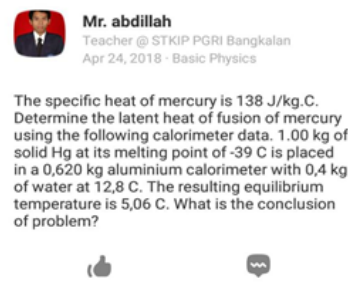 Mr. abdillah
Teacher @ STKIP PGRI Bangkalan
Apr 24, 2018 · Basic Physics
The specific heat of mercury is 138 J/kg.C.
Determine the latent heat of fusion of mercury
using the following calorimeter data. 1.00 kg of
solid Hg at its melting point of -39 C is placed
in a 0,620 kg aluminium calorimeter with 0,4 kg
of water at 12,8 C. The resulting equilibrium
temperature is 5,06 C. What is the conclusion
of problem?